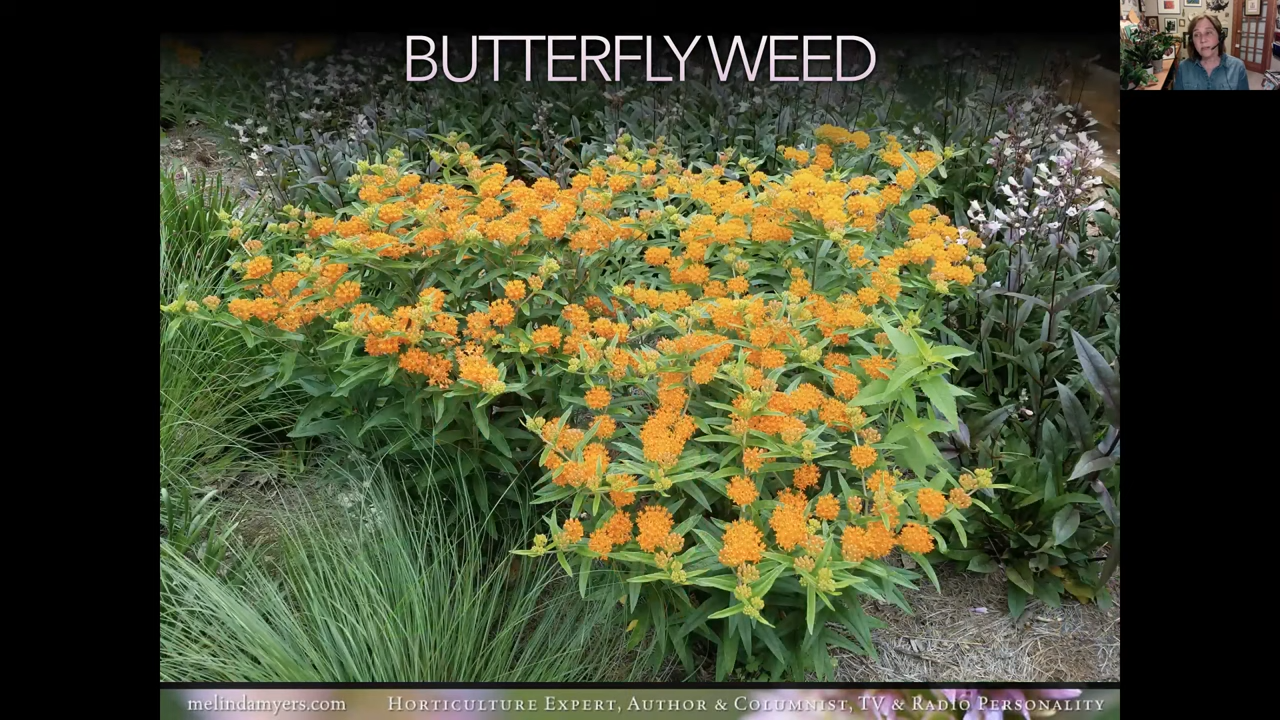 BUTTERFLY WEED
melindamyers.com Horticulture Expert, Author & Columnist, TV & Radio Personality